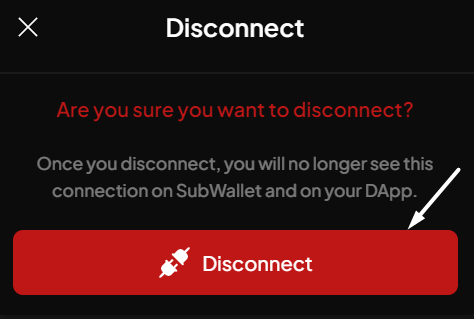 Disconnect
Are you sure you want to disconnect?
Once you disconnect, you will no longer see this
connection on SubWallet and on your DApp.
Disconnect